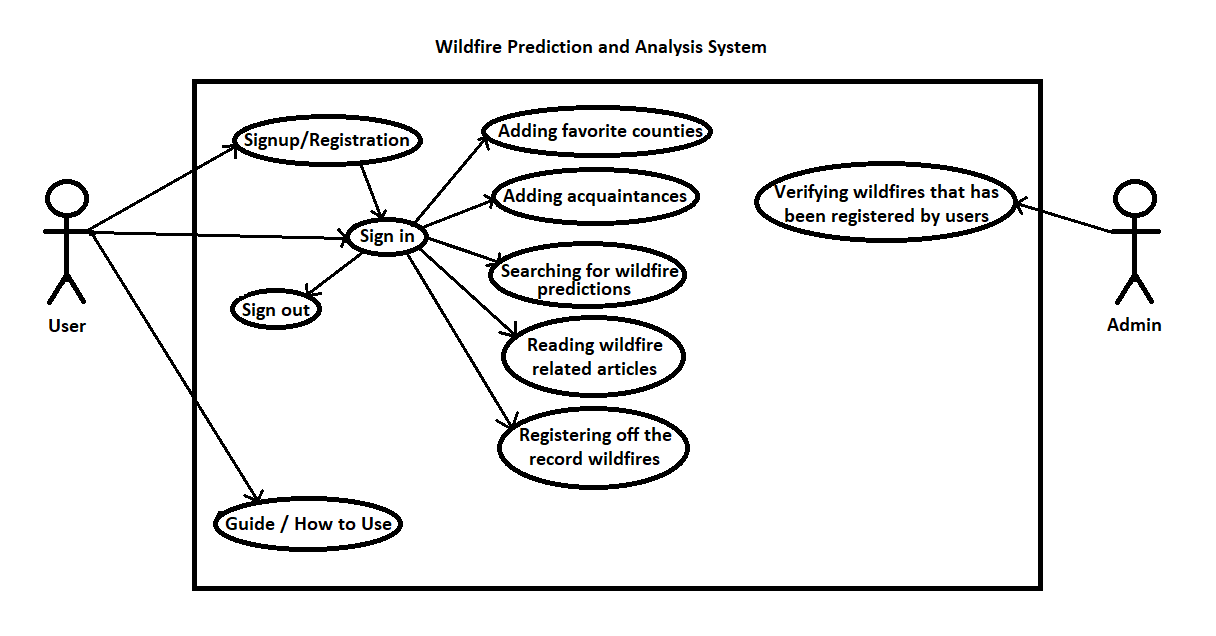 Wildfire Prediction and Analysis System
Signup/Registration
Adding favorite counties
Adding acquaintances
Verifying wildfires that has
been registered by users
Sign in
Searching for wildfire
predictions
Sign out
User
Admin
Reading wildfire
related articles
Registering off the
record wildfires
Guide / How to Use